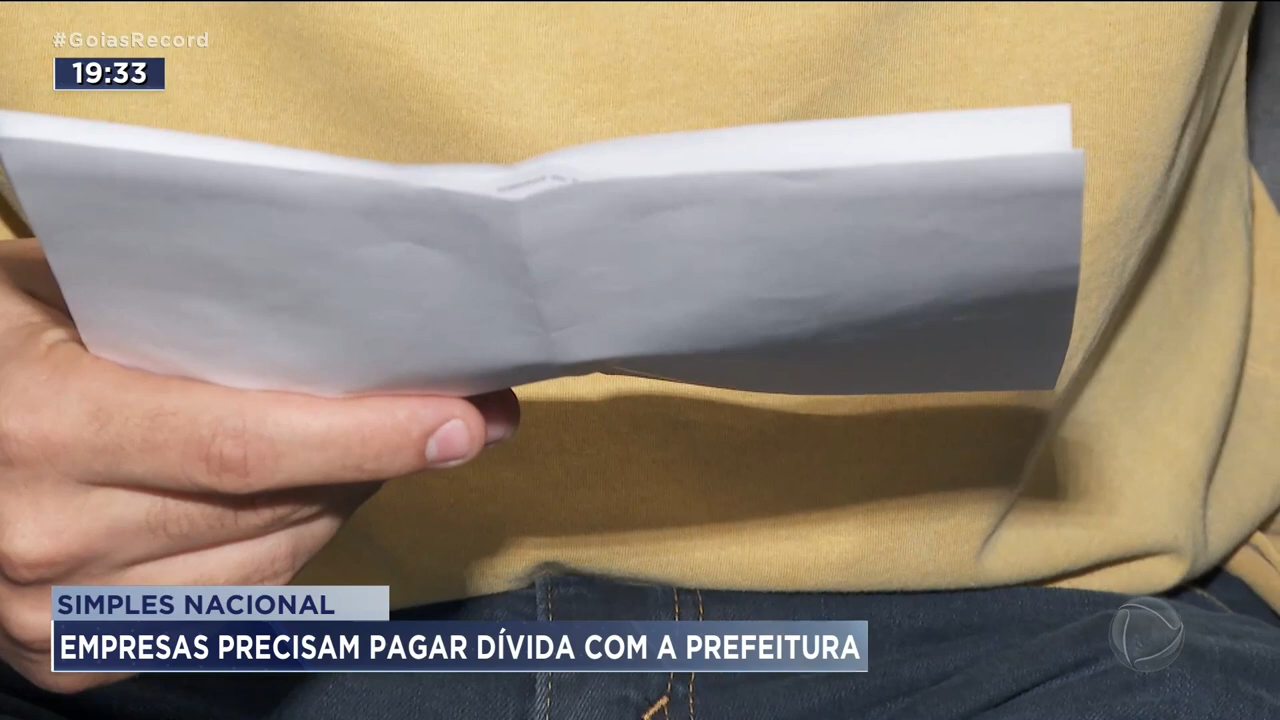 #GoiasRecord
19:33
SIMPLES NACIONAL
EMPRESAS PRECISAM PAGAR DÍVIDA COM A PREFEITURA